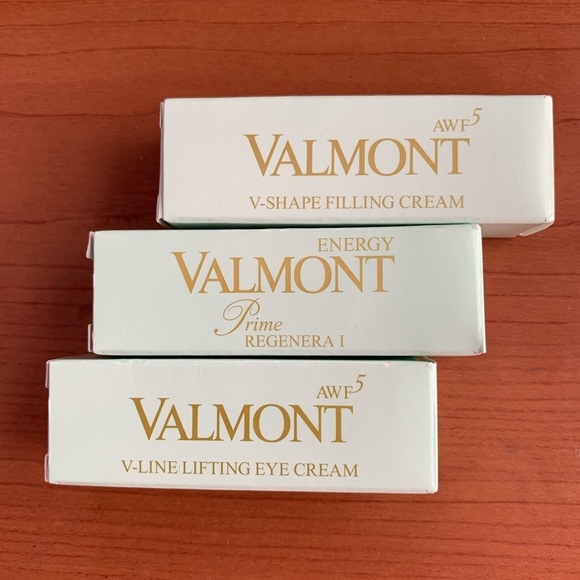 AWF5
VALMONT
V-SHAPE FILLING CREAM
ENERGY
VALMONT
Prime
REGENERA I
AWF5
VALMONT
V-LINE LIFTING EYE CREAM